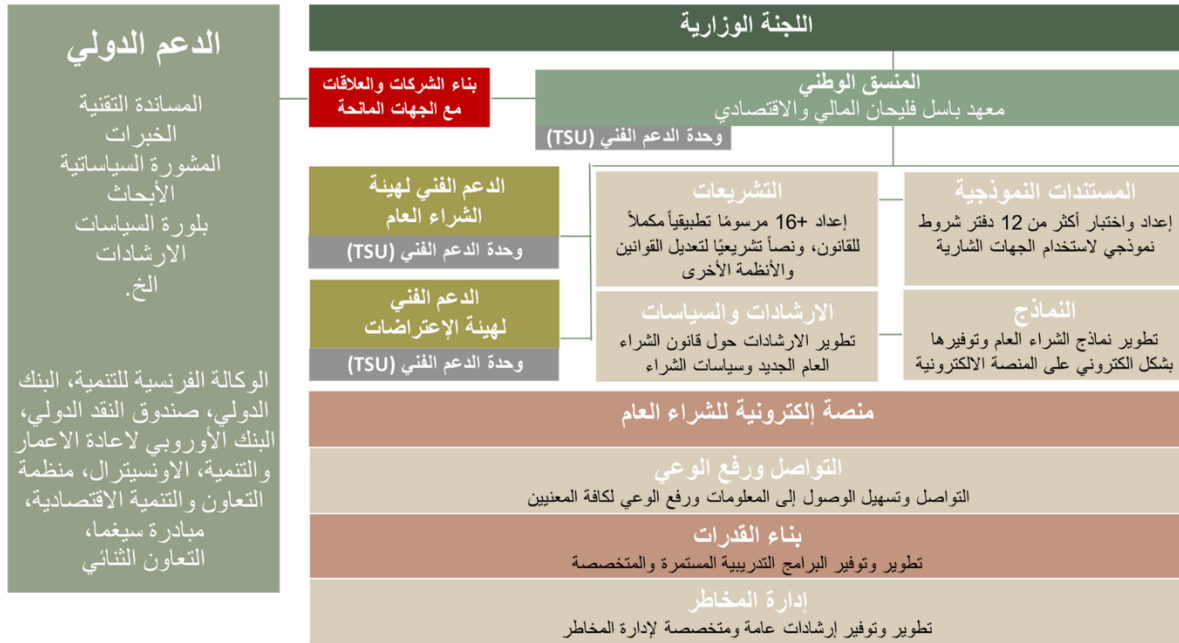 اللجنة الوزارية
المنسق الوطني
معهد باسل فليحان المالي والاقتصادي
وحدة الدعم الفني (TSU)
بناء الشركات والعلاقات
مع الجهات المانحة
الدعم الدولي
المساندة التقنية
الخبرات
المشورة السياساتية
الأبحاث
بلورة السياسات
الارشادات
الخ.
الوكالة الفرنسية للتنمية، البنك
الدولي، صندوق النقد الدولي،
البنك الأوروبي لاعادة الاعمار
والتنمية، الاونسيترال، منظمة
التعاون والتنمية الاقتصادية،
مبادرة سيغما،
التعاون الثنائي
المستندات النموذجية
إعداد واختبار أكثر من 12 دفتر شروط
نموذجي لاستخدام الجهات الشارية
التشريعات
إعداد +16 مرسومًا تطبيقياً مكملاً
للقانون، ونصاً تشريعيًا لتعديل القوانين
والأنظمة الأخرى
الدعم الفني لهيئة
الشراء العام
وحدة الدعم الفني (TSU)
النماذج
تطوير نماذج الشراء العام وتوفيرها
بشكل الكتروني على المنصة الالكترونية
الارشادات والسياسات
تطوير الارشادات حول قانون الشراء
العام الجديد وسياسات الشراء
الدعم الفني
لهيئة الإعتراضات
وحدة الدعم الفني (TSU)
منصة إلكترونية للشراء العام
التواصل ورفع الوعي
التواصل وتسهيل الوصول إلى المعلومات ورفع الوعي لكافة المعنيين
بناء القدرات
تطوير وتوفير البرامج التدريبية المستمرة والمتخصصة
إدارة المخاطر
تطوير وتوفير إرشادات عامة ومتخصصة لإدارة المخاطر